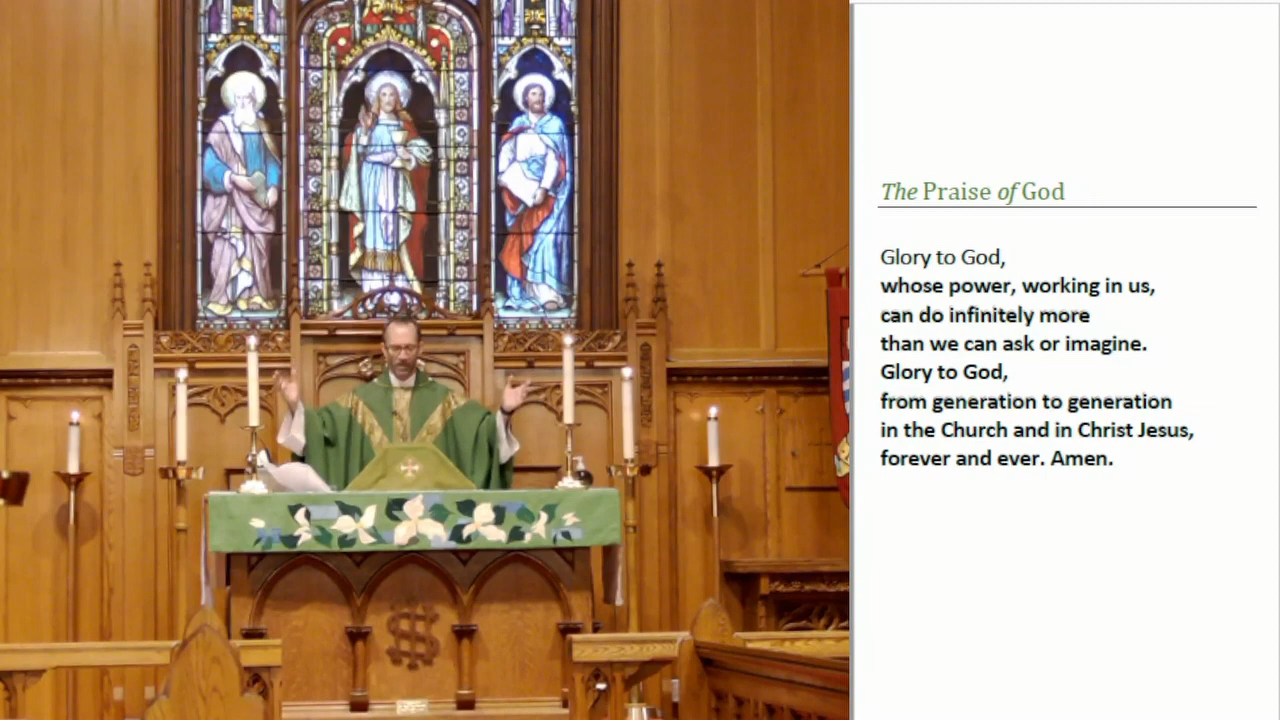 The Praise of God
Glory to God,
whose power, working in us,
can do infinitely more
than we can ask or imagine.
Glory to God,
from generation to generation
in the Church and in Christ Jesus,
forever and ever. Amen.
IHS